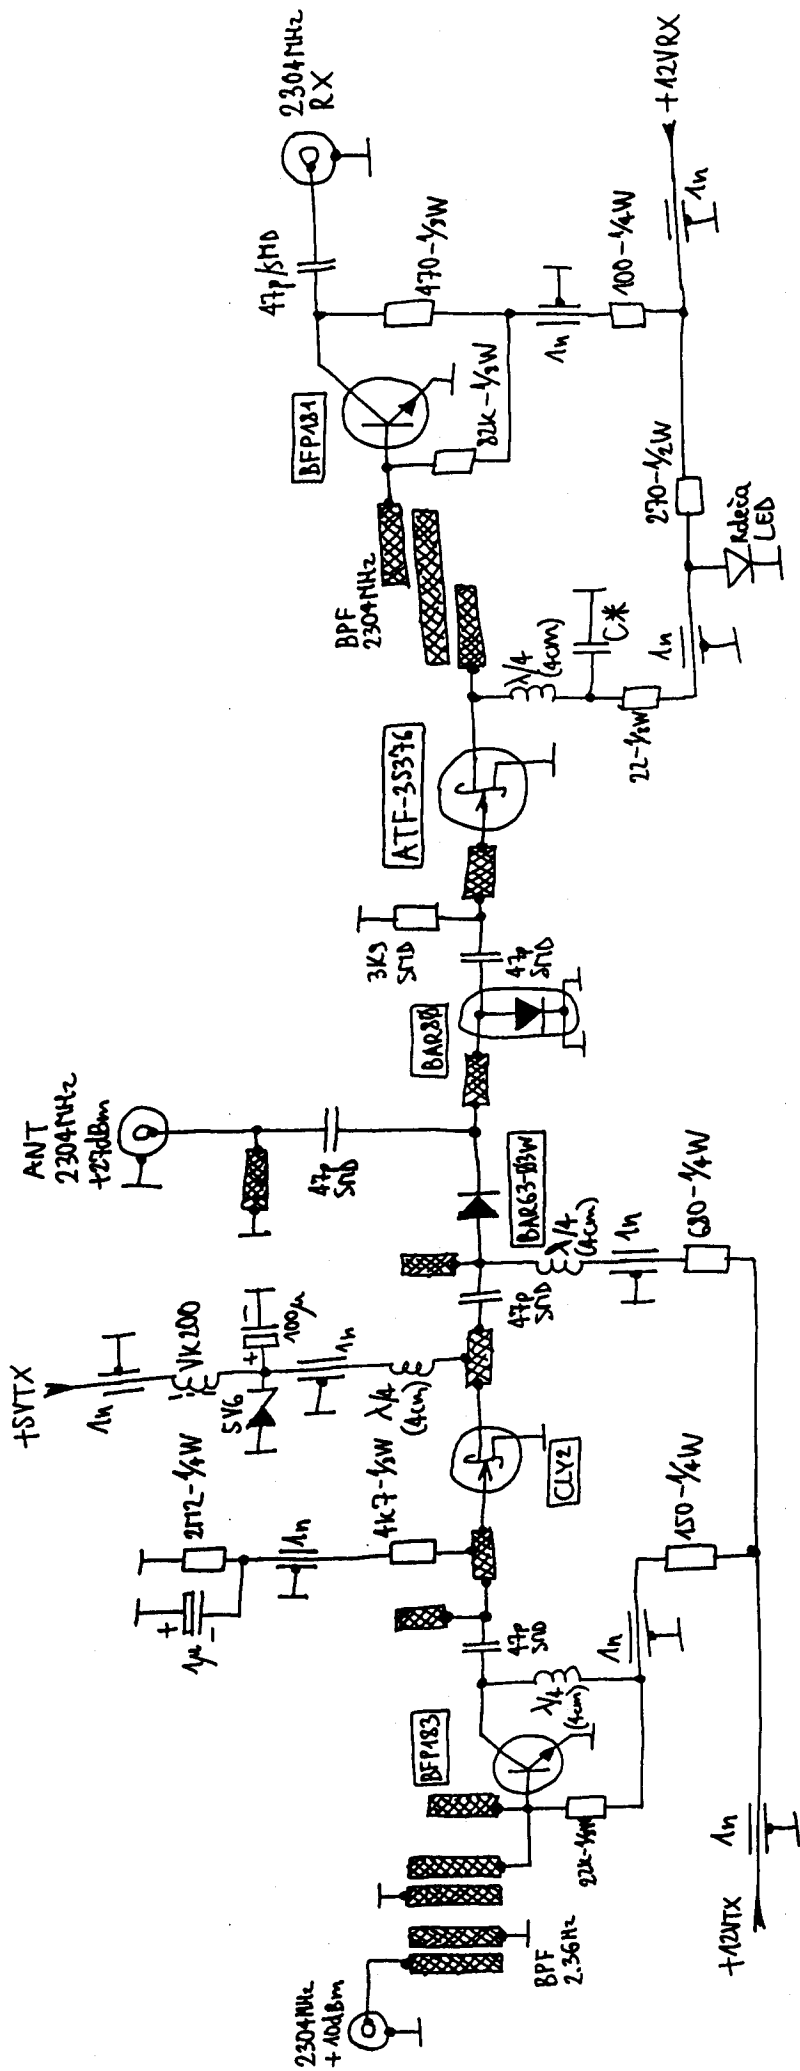 2304MHz
+10dBm
BPF
2.3GHz
BFP183
22k-1/8W
λ/4
(4cm)
47p
SMD
1n
150-1/4W
+12VTX
1n
1µ
+
-
2M2-1/4W
1n
4k7-1/8W
CLY2
+5VTX
1n
VK200
5V6
+
-
100µ
1n
λ/4
(4cm)
47p
SMD
λ/4
(4cm)
1n
680-1/4W
BAR63-03W
ANT
2304MHz
+27dBm
47p
SMD
BAR80
47p
SMD
3K9
SMD
ATF-35376
λ/4
(4cm)
C*
22-1/8W
1n
Rdeča
LED
270-1/2W
BPF
2304MHz
BFP181
82k-1/8W
470-1/8W
47p/SMD
1n
100-1/4W
2304MHz
RX
1n
+12VRX